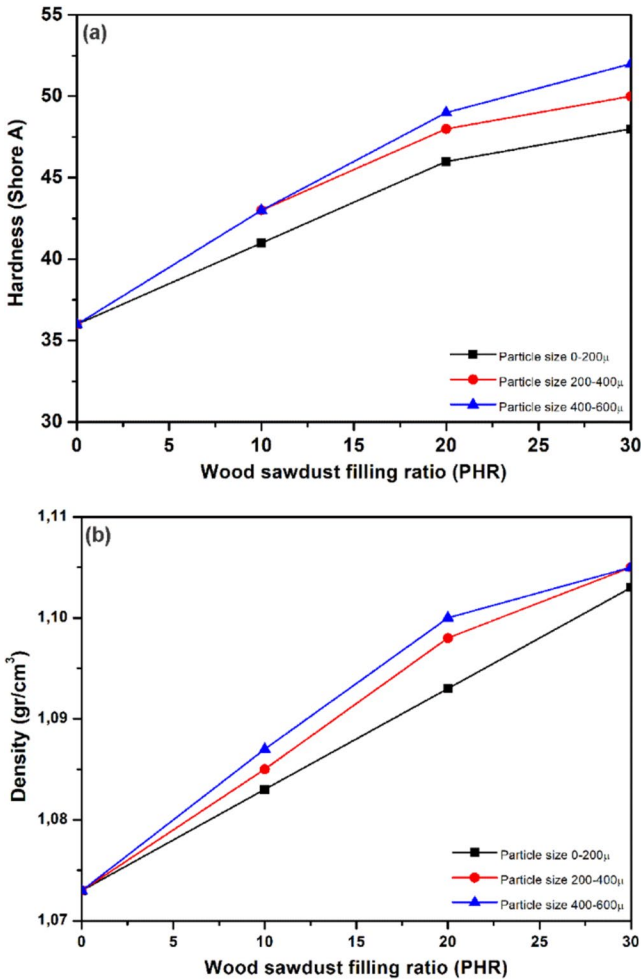 (a)
55
50
45
40
35
30
Hardness (Shore A)
Particle size 0-200μ
Particle size 200-400μ
Particle size 400-600μ
0 5 10 15 20 25 30
Wood sawdust filling ratio (PHR)
(b)
1,11
1,10
1,09
1,08
1,07
Density (gr/cm³)
Particle size 0-200μ
Particle size 200-400μ
Particle size 400-600μ
0 5 10 15 20 25 30
Wood sawdust filling ratio (PHR)